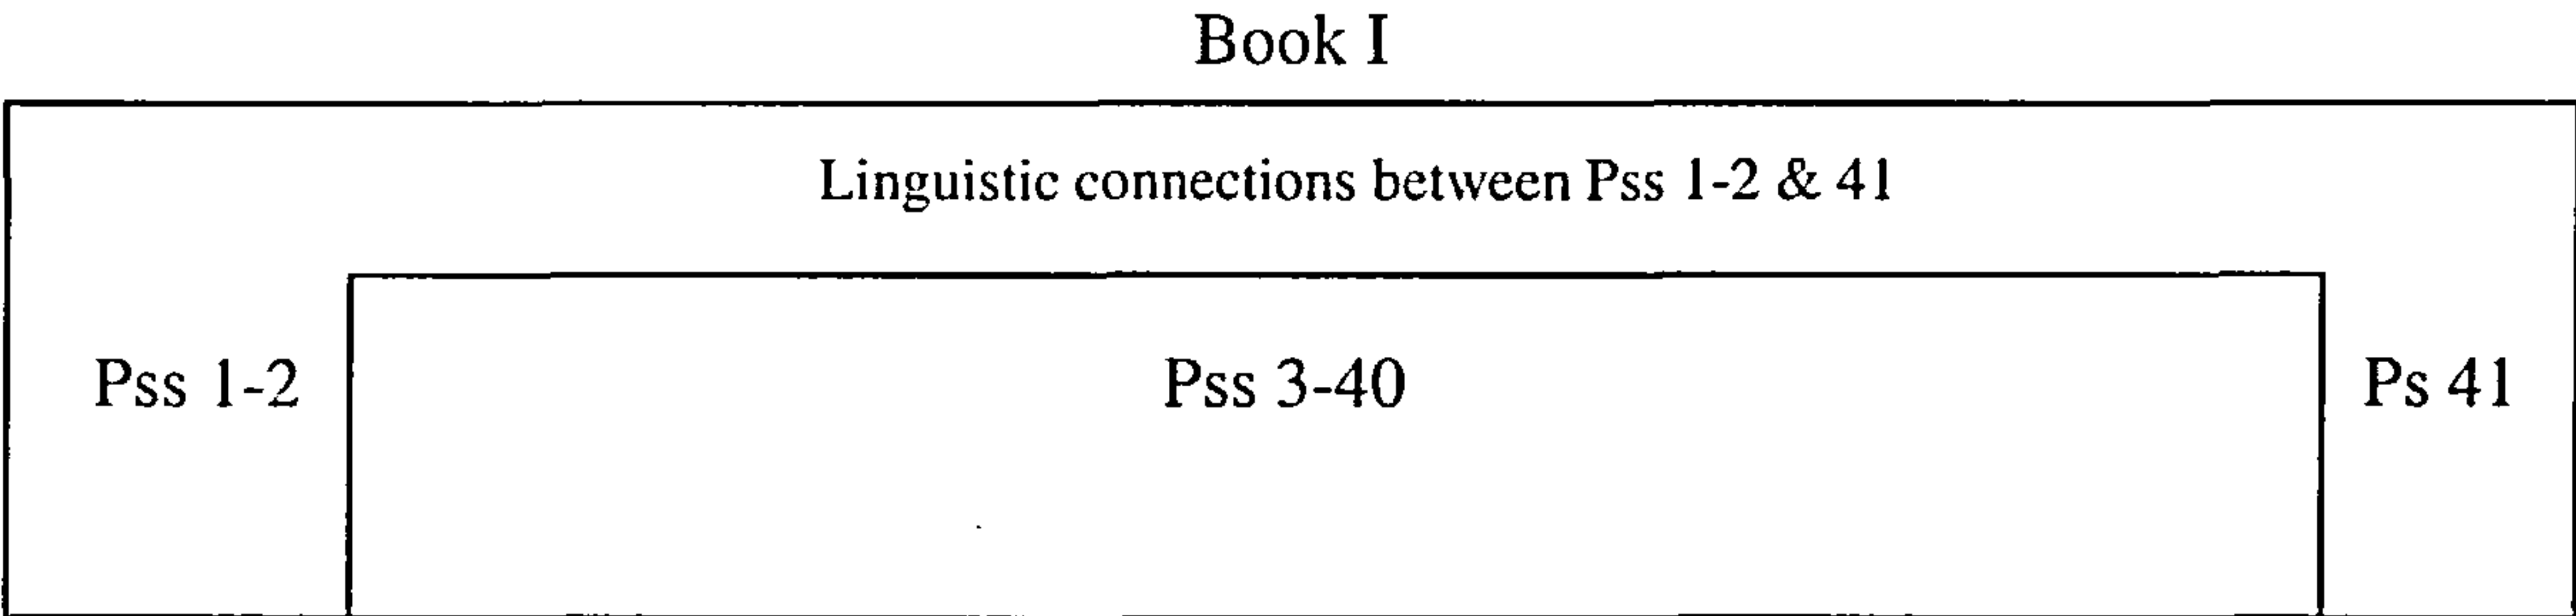 Book I
Linguistic connections between Pss 1-2 & 41
Pss 1-2
Pss 3-40
Ps 41